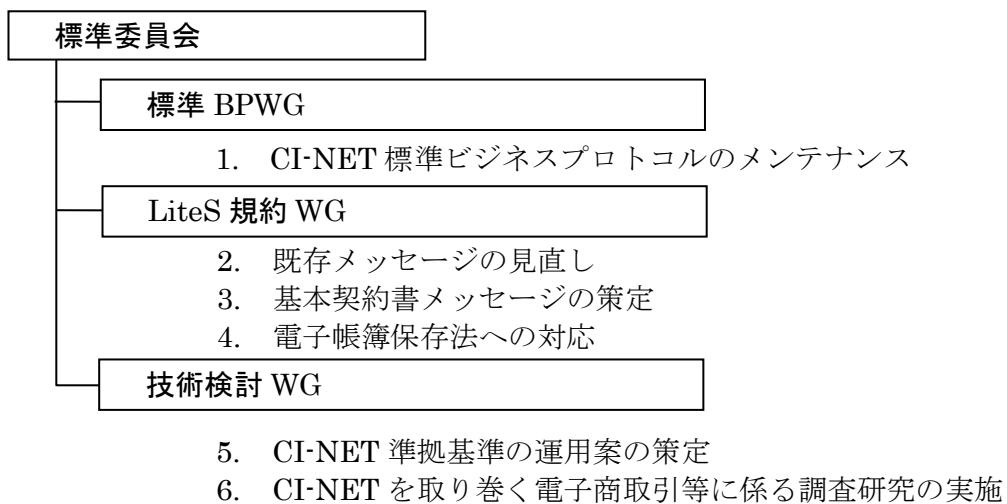 標準委員会
標準 BPWG
1. CI-NET 標準ビジネスプロトコルのメンテナンス
LiteS 規約 WG
2. 既存メッセージの見直し
3. 基本契約書メッセージの策定
4. 電子帳簿保存法への対応
技術検討 WG
5. CI-NET 準拠基準の運用案の策定
6. CI-NET を取り巻く電子商取引等に係る調査研究の実施